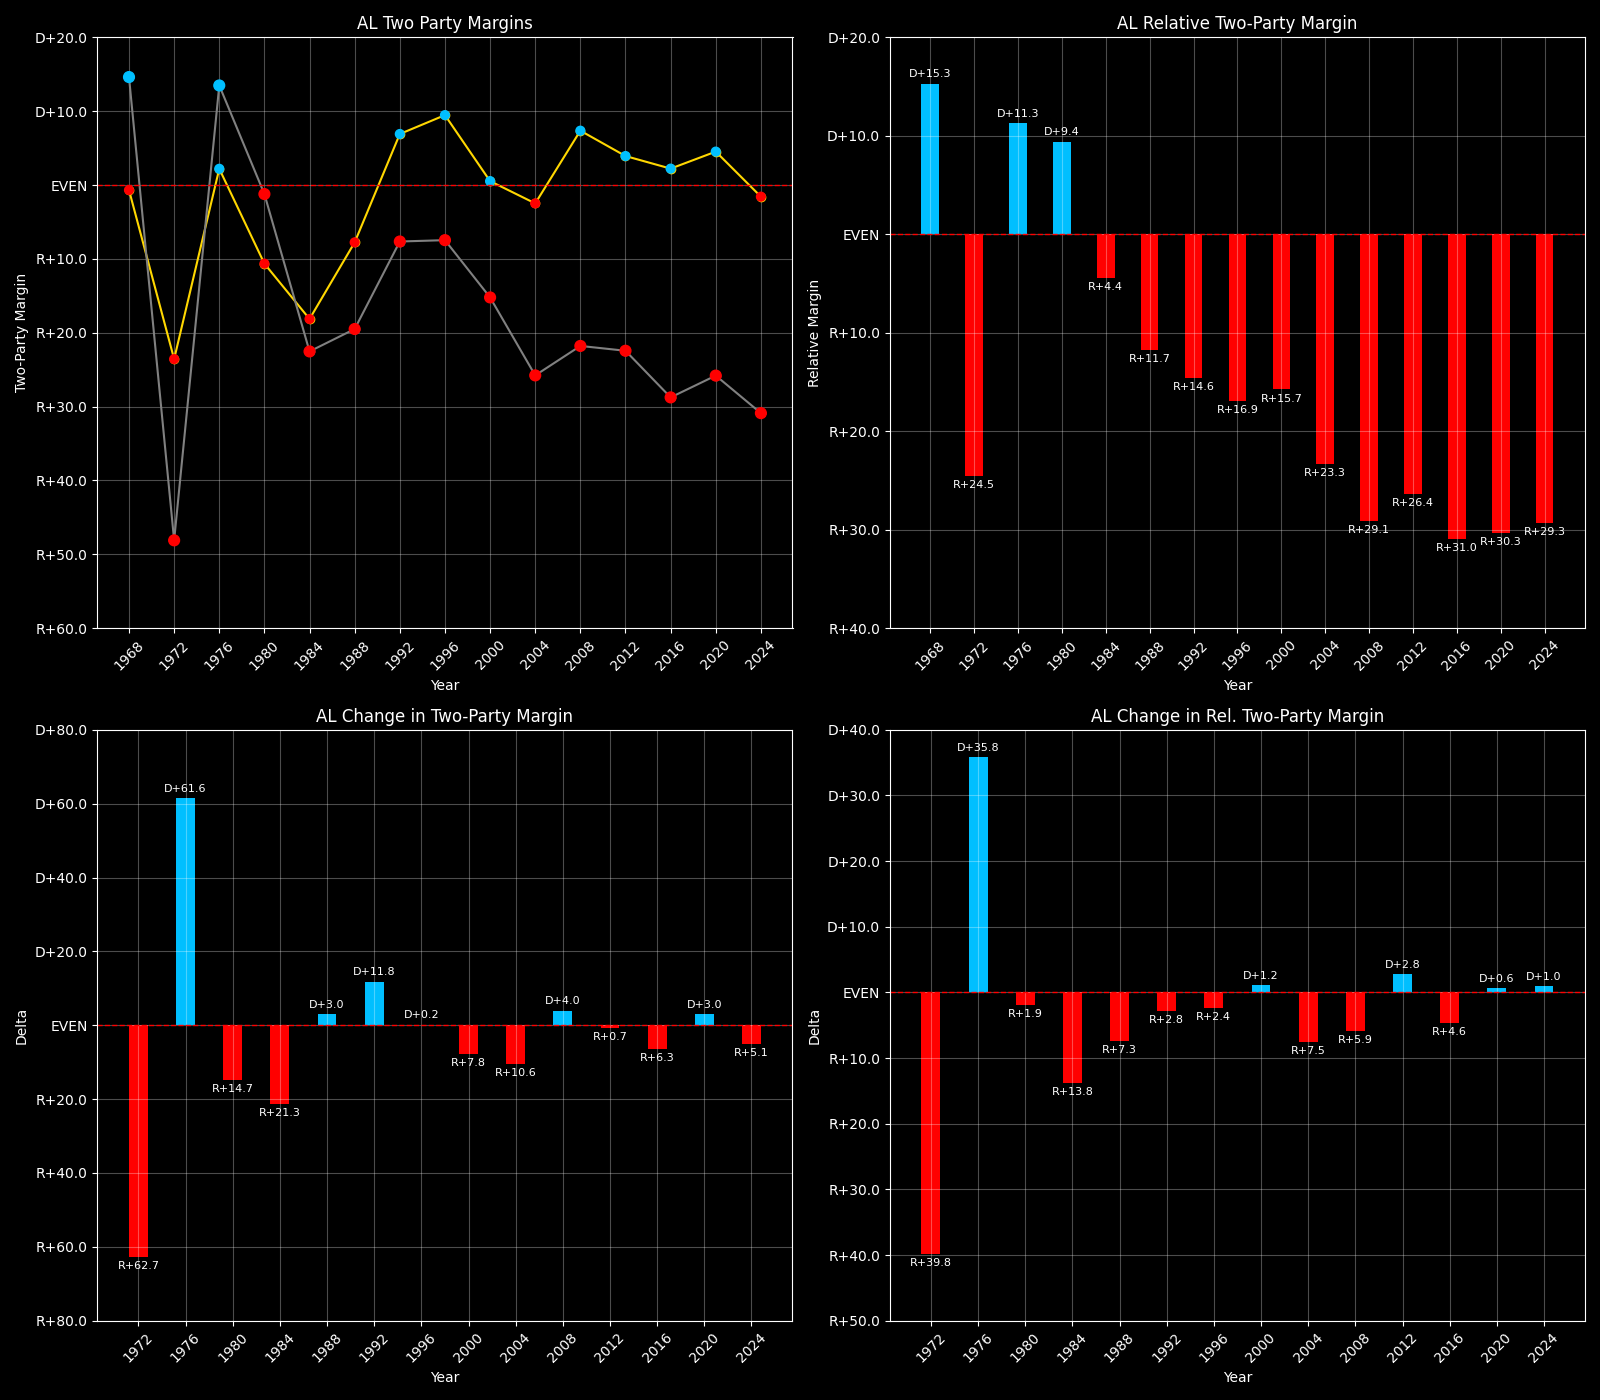 AL Two Party Margins
D+20.0
D+10.0
EVEN
R+10.0
R+20.0
R+30.0
R+40.0
R+50.0
R+60.0
Two-Party Margin
1968
1972
1976
1980
1984
1988
1992
1996
2000
2004
2008
2012
2016
2020
2024
Year
AL Relative Two-Party Margin
D+20.0
D+10.0
EVEN
R+10.0
R+20.0
R+30.0
R+40.0
Relative Margin
D+15.3
R+24.5
D+11.3
D+9.4
R+4.4
R+11.7
R+14.6
R+16.9
R+15.7
R+23.3
R+29.1
R+26.4
R+31.0
R+30.3
R+29.3
1968
1972
1976
1980
1984
1988
1992
1996
2000
2004
2008
2012
2016
2020
2024
Year
AL Change in Two-Party Margin
D+80.0
D+60.0
D+40.0
D+20.0
EVEN
R+20.0
R+40.0
R+60.0
R+80.0
Delta
R+62.7
D+61.6
R+14.7
R+21.3
D+3.0
D+11.8
D+0.2
R+7.8
R+10.6
D+4.0
R+0.7
R+6.3
D+3.0
R+5.1
1972
1976
1980
1984
1988
1992
1996
2000
2004
2008
2012
2016
2020
2024
Year
AL Change in Rel. Two-Party Margin
D+40.0
D+30.0
D+20.0
D+10.0
EVEN
R+10.0
R+20.0
R+30.0
R+40.0
R+50.0
Delta
R+39.8
D+35.8
R+1.9
R+13.8
R+7.3
R+2.8
R+2.4
D+1.2
R+7.5
R+5.9
D+2.8
R+4.6
D+0.6
D+1.0
1972
1976
1980
1984
1988
1992
1996
2000
2004
2008
2012
2016
2020
2024
Year